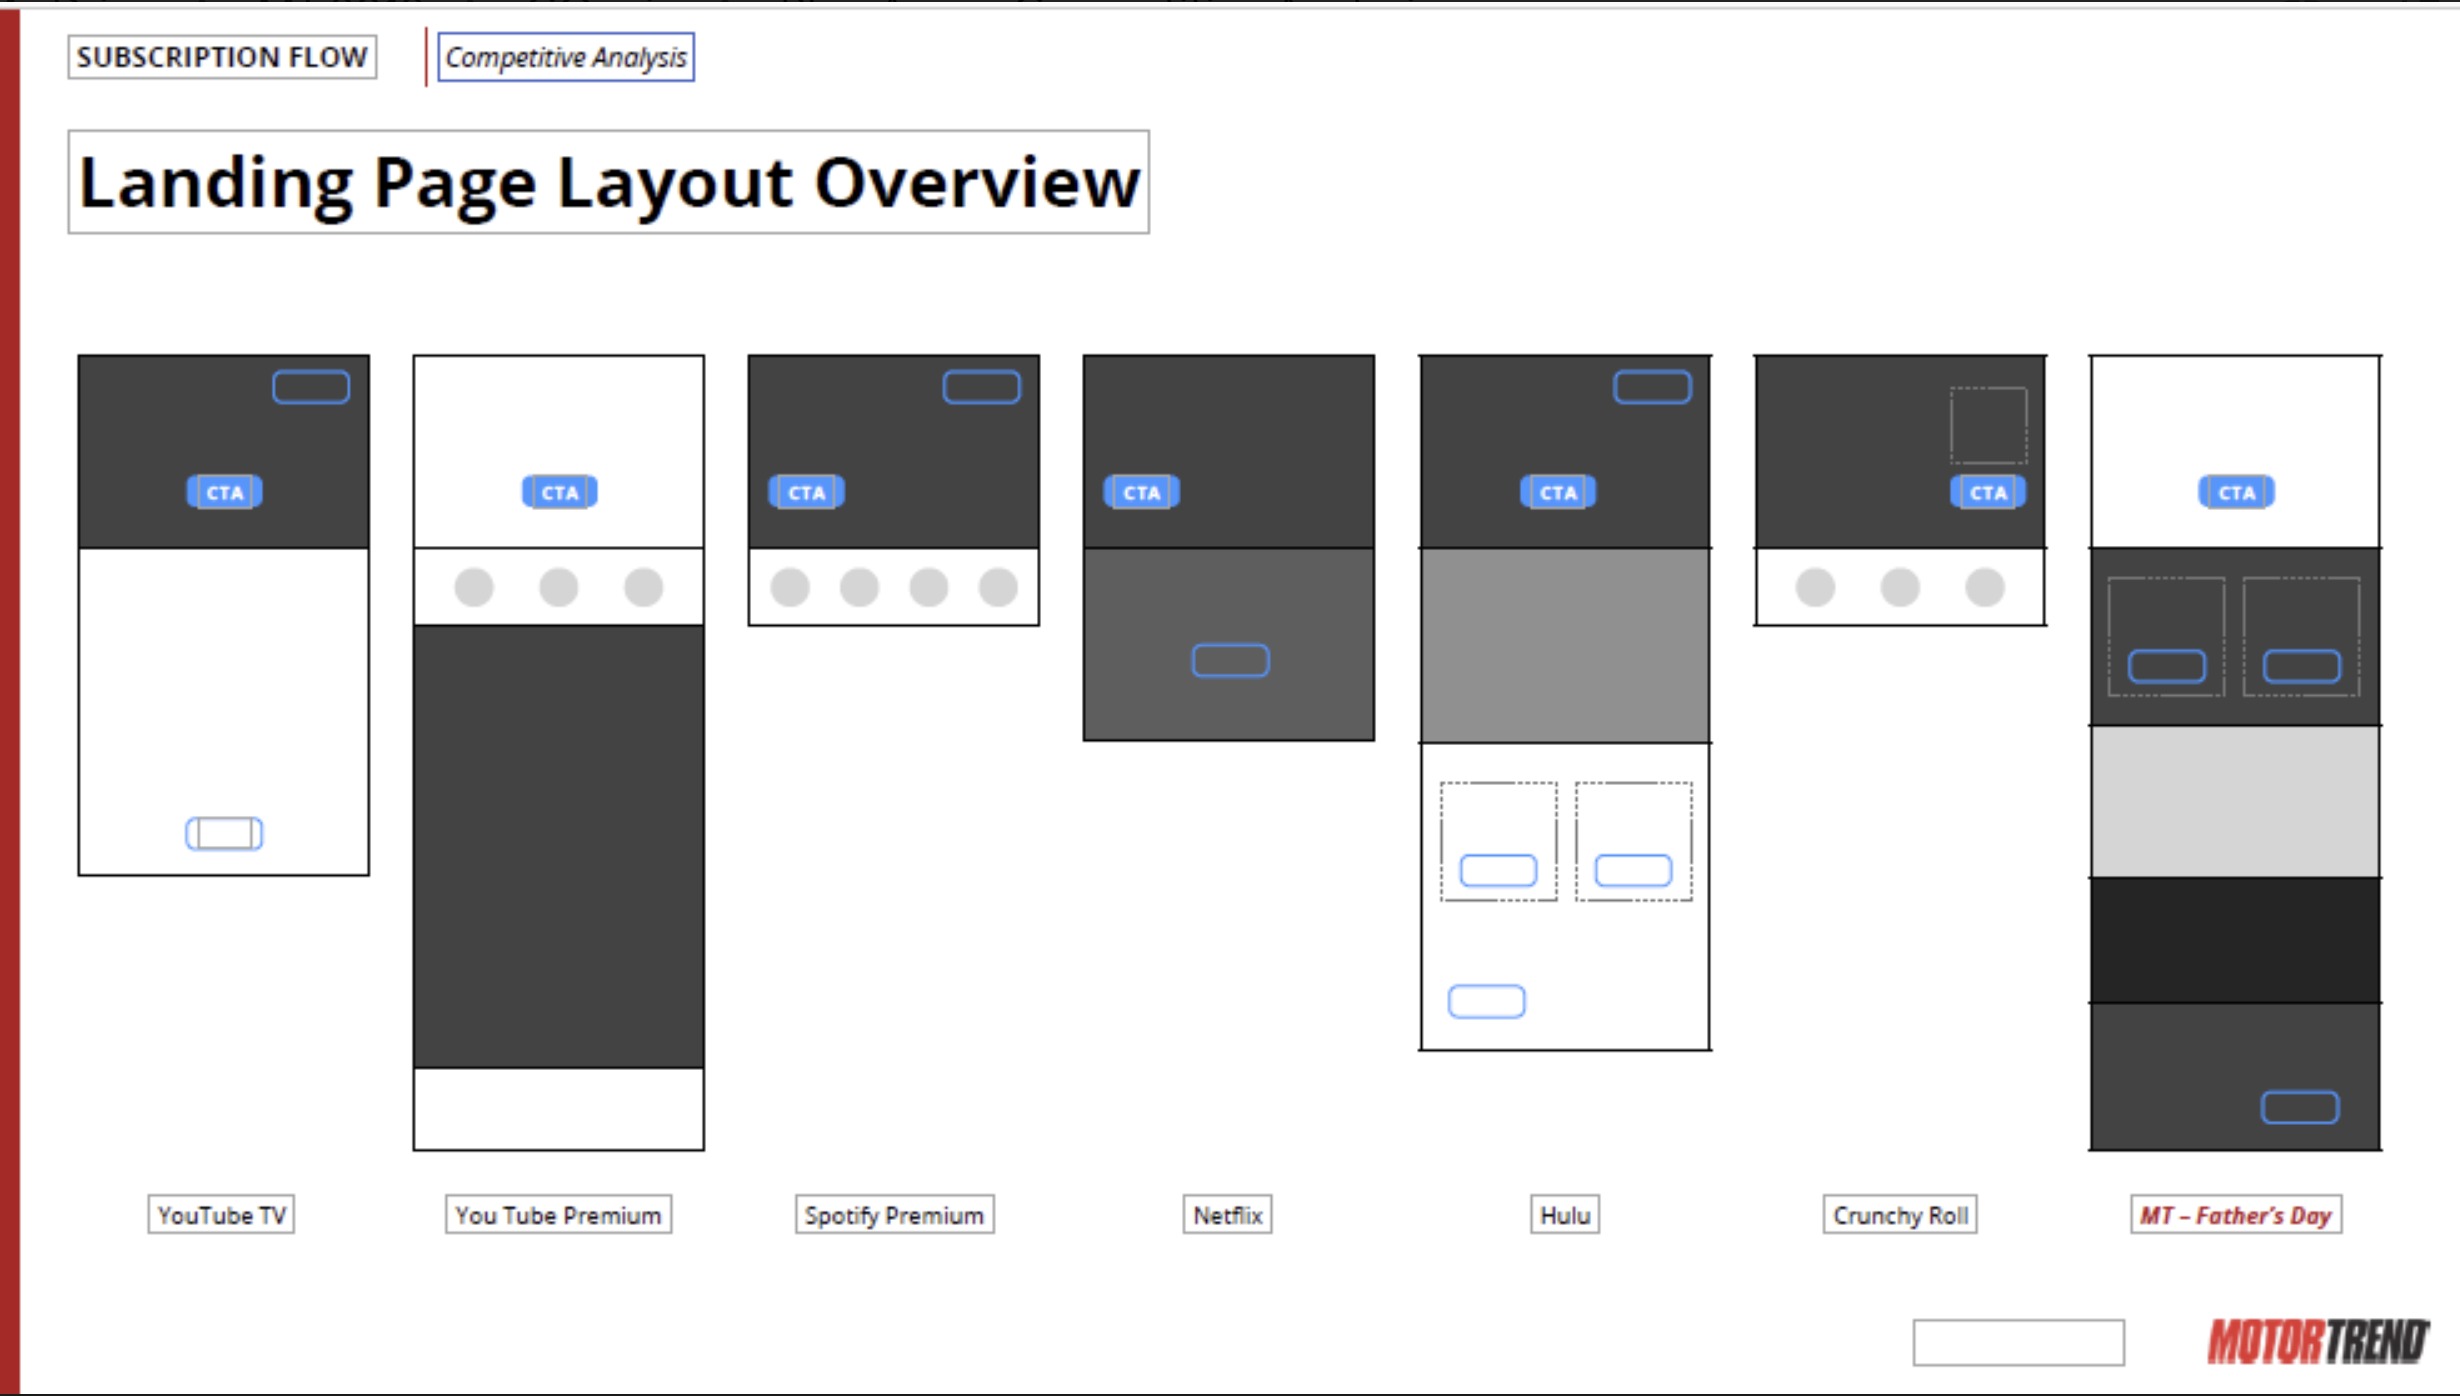 SUBSCRIPTION FLOW
Competitive Analysis
Landing Page Layout Overview
CTA
CTA
CTA
CTA
CTA
CTA
CTA
YouTube TV
You Tube Premium
Spotify Premium
Netflix
Hulu
Crunchy Roll
MT – Father's Day
MOTORTREND